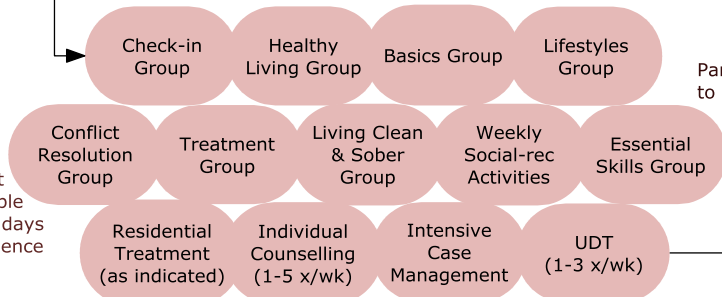 Check-in
Group
Healthy
Living Group
Basics Group
Lifestyles
Group
to
Conflict
Resolution
Group
Treatment
Group
Living Clean
& Sober
Group
Weekly
Social-rec
Activities
Essential
Skills Group
days
Residential
Treatment
(as indicated)
Individual
Counselling
(1-5 x/wk)
Intensive
Case
Management
UDT
(1-3 x/wk)